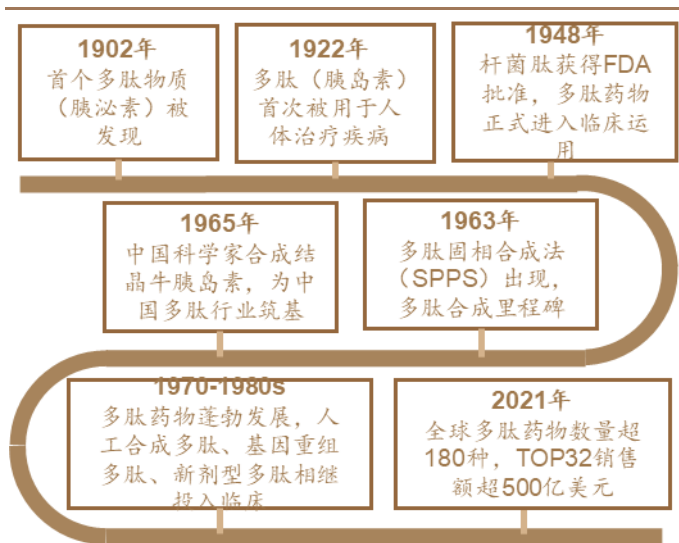 1902年
首个多肽物质
（胰泌素）被
发现
1922年
多肽（胰岛素）
首次被用于人
体治疗疾病
1948年
杆菌肽获得FDA
批准，多肽药物
正式进入临床运
用
1963年
多肽固相合成法
（SPPS）出现，
多肽合成里程碑
1965年
中国科学家合成结
晶牛胰岛素，为中
国多肽行业筑基
1970-1980s
多肽药物蓬勃发展，人
工合成多肽、基因重组
多肽、新剂型多肽相继
投入临床
2021年
全球多肽药物数量超
180种，TOP32销售
额超500亿美元